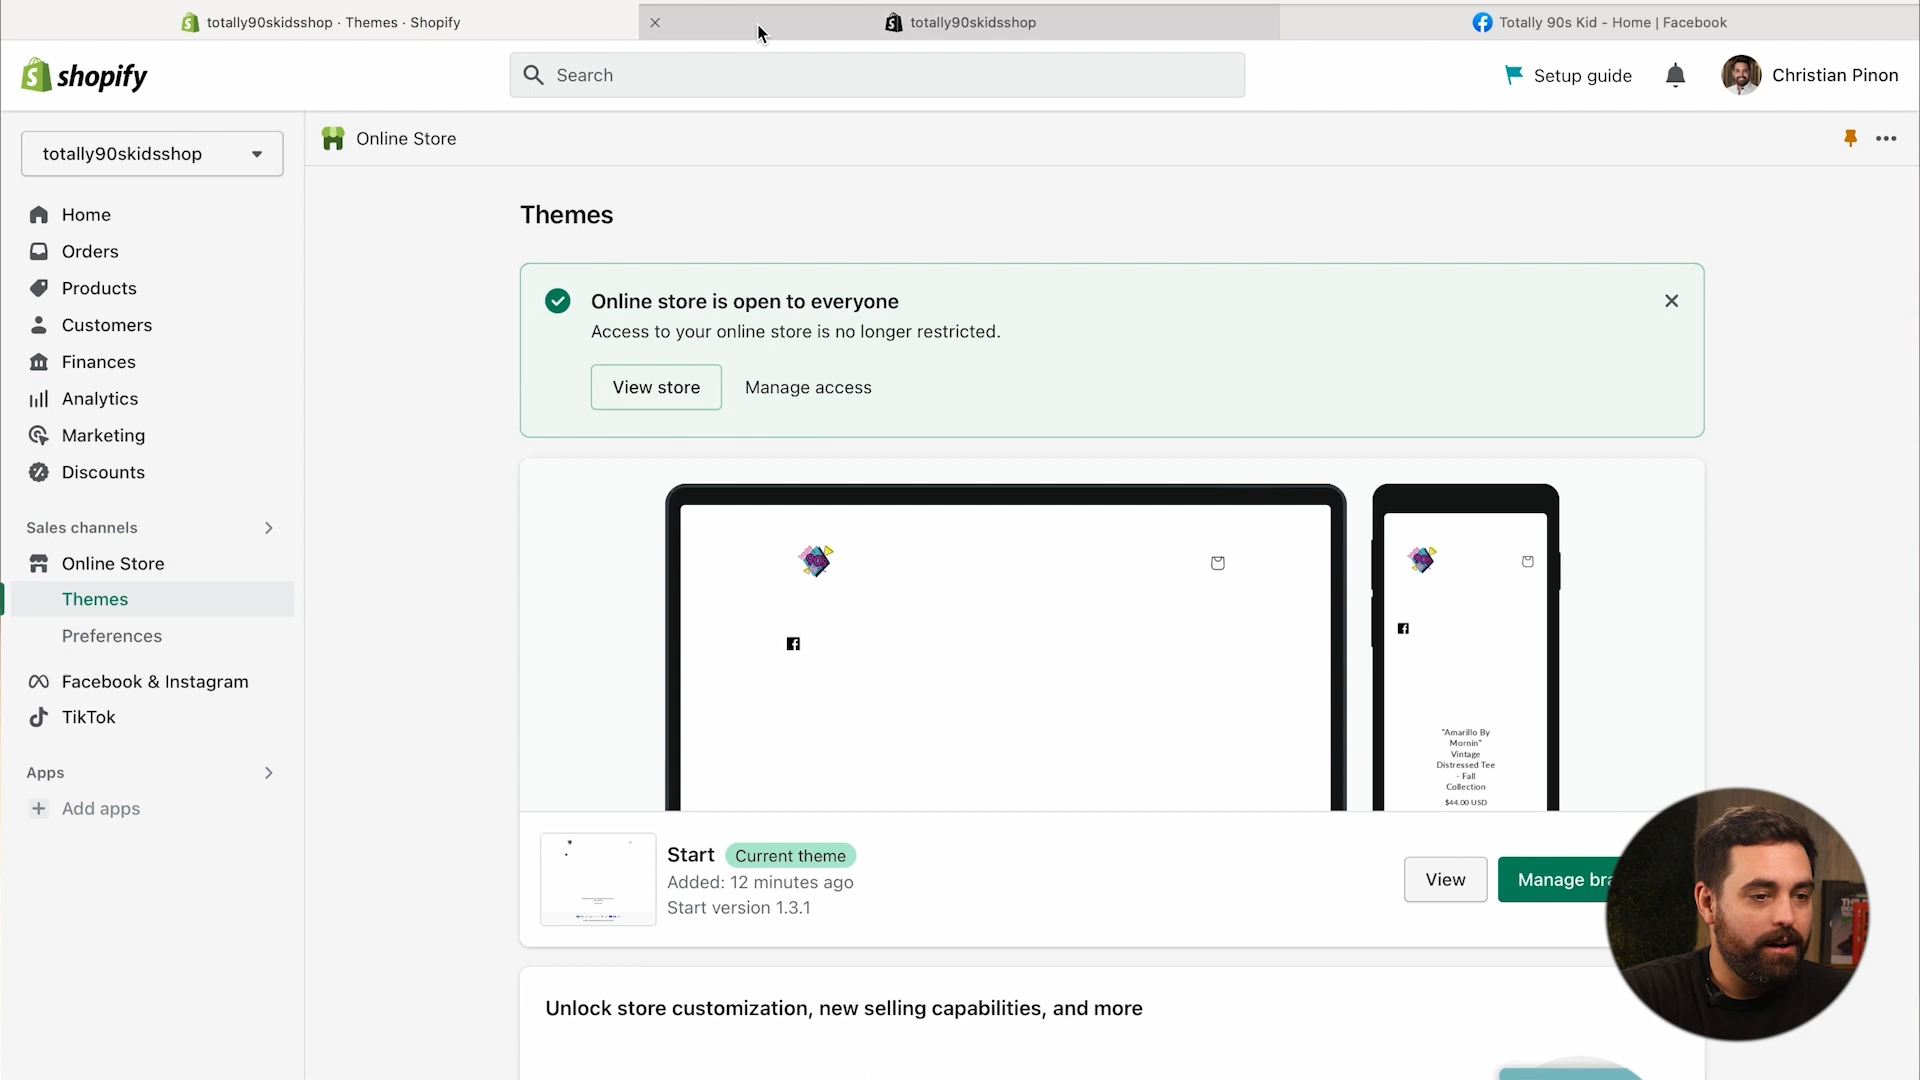 totally90skidsshop · Themes · Shopify
totally90skidsshop
Totally 90s Kid - Home | Facebook
shopify
Search
Setup guide
Christian Pinon
totally90skidsshop
Online Store
Home
Orders
Products
Customers
Finances
Analytics
Marketing
Discounts
Sales channels
Online Store
Themes
Preferences
Facebook & Instagram
TikTok
Apps
Add apps
Themes
Online store is open to everyone
Access to your online store is no longer restricted.
View store
Manage access
90s
90s
"Amarillo By
Mornin"
Vintage
Distressed Tee
- Fall
Collection
$44.00 USD
Start
Current theme
Added: 12 minutes ago
Start version 1.3.1
View
Manage bra
Unlock store customization, new selling capabilities, and more